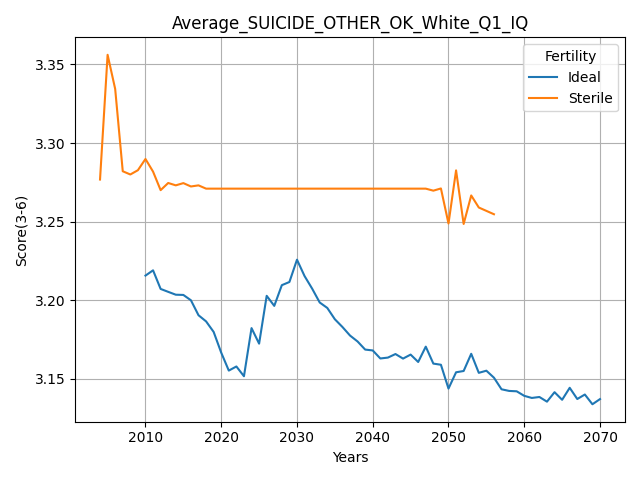 Average_SUICIDE_OTHER_OK_White_Q1_IQ
Fertility
Ideal
Sterile
Score(3-6)
3.35
3.30
3.25
3.20
3.15
2010 2020 2030 2040 2050 2060 2070
Years